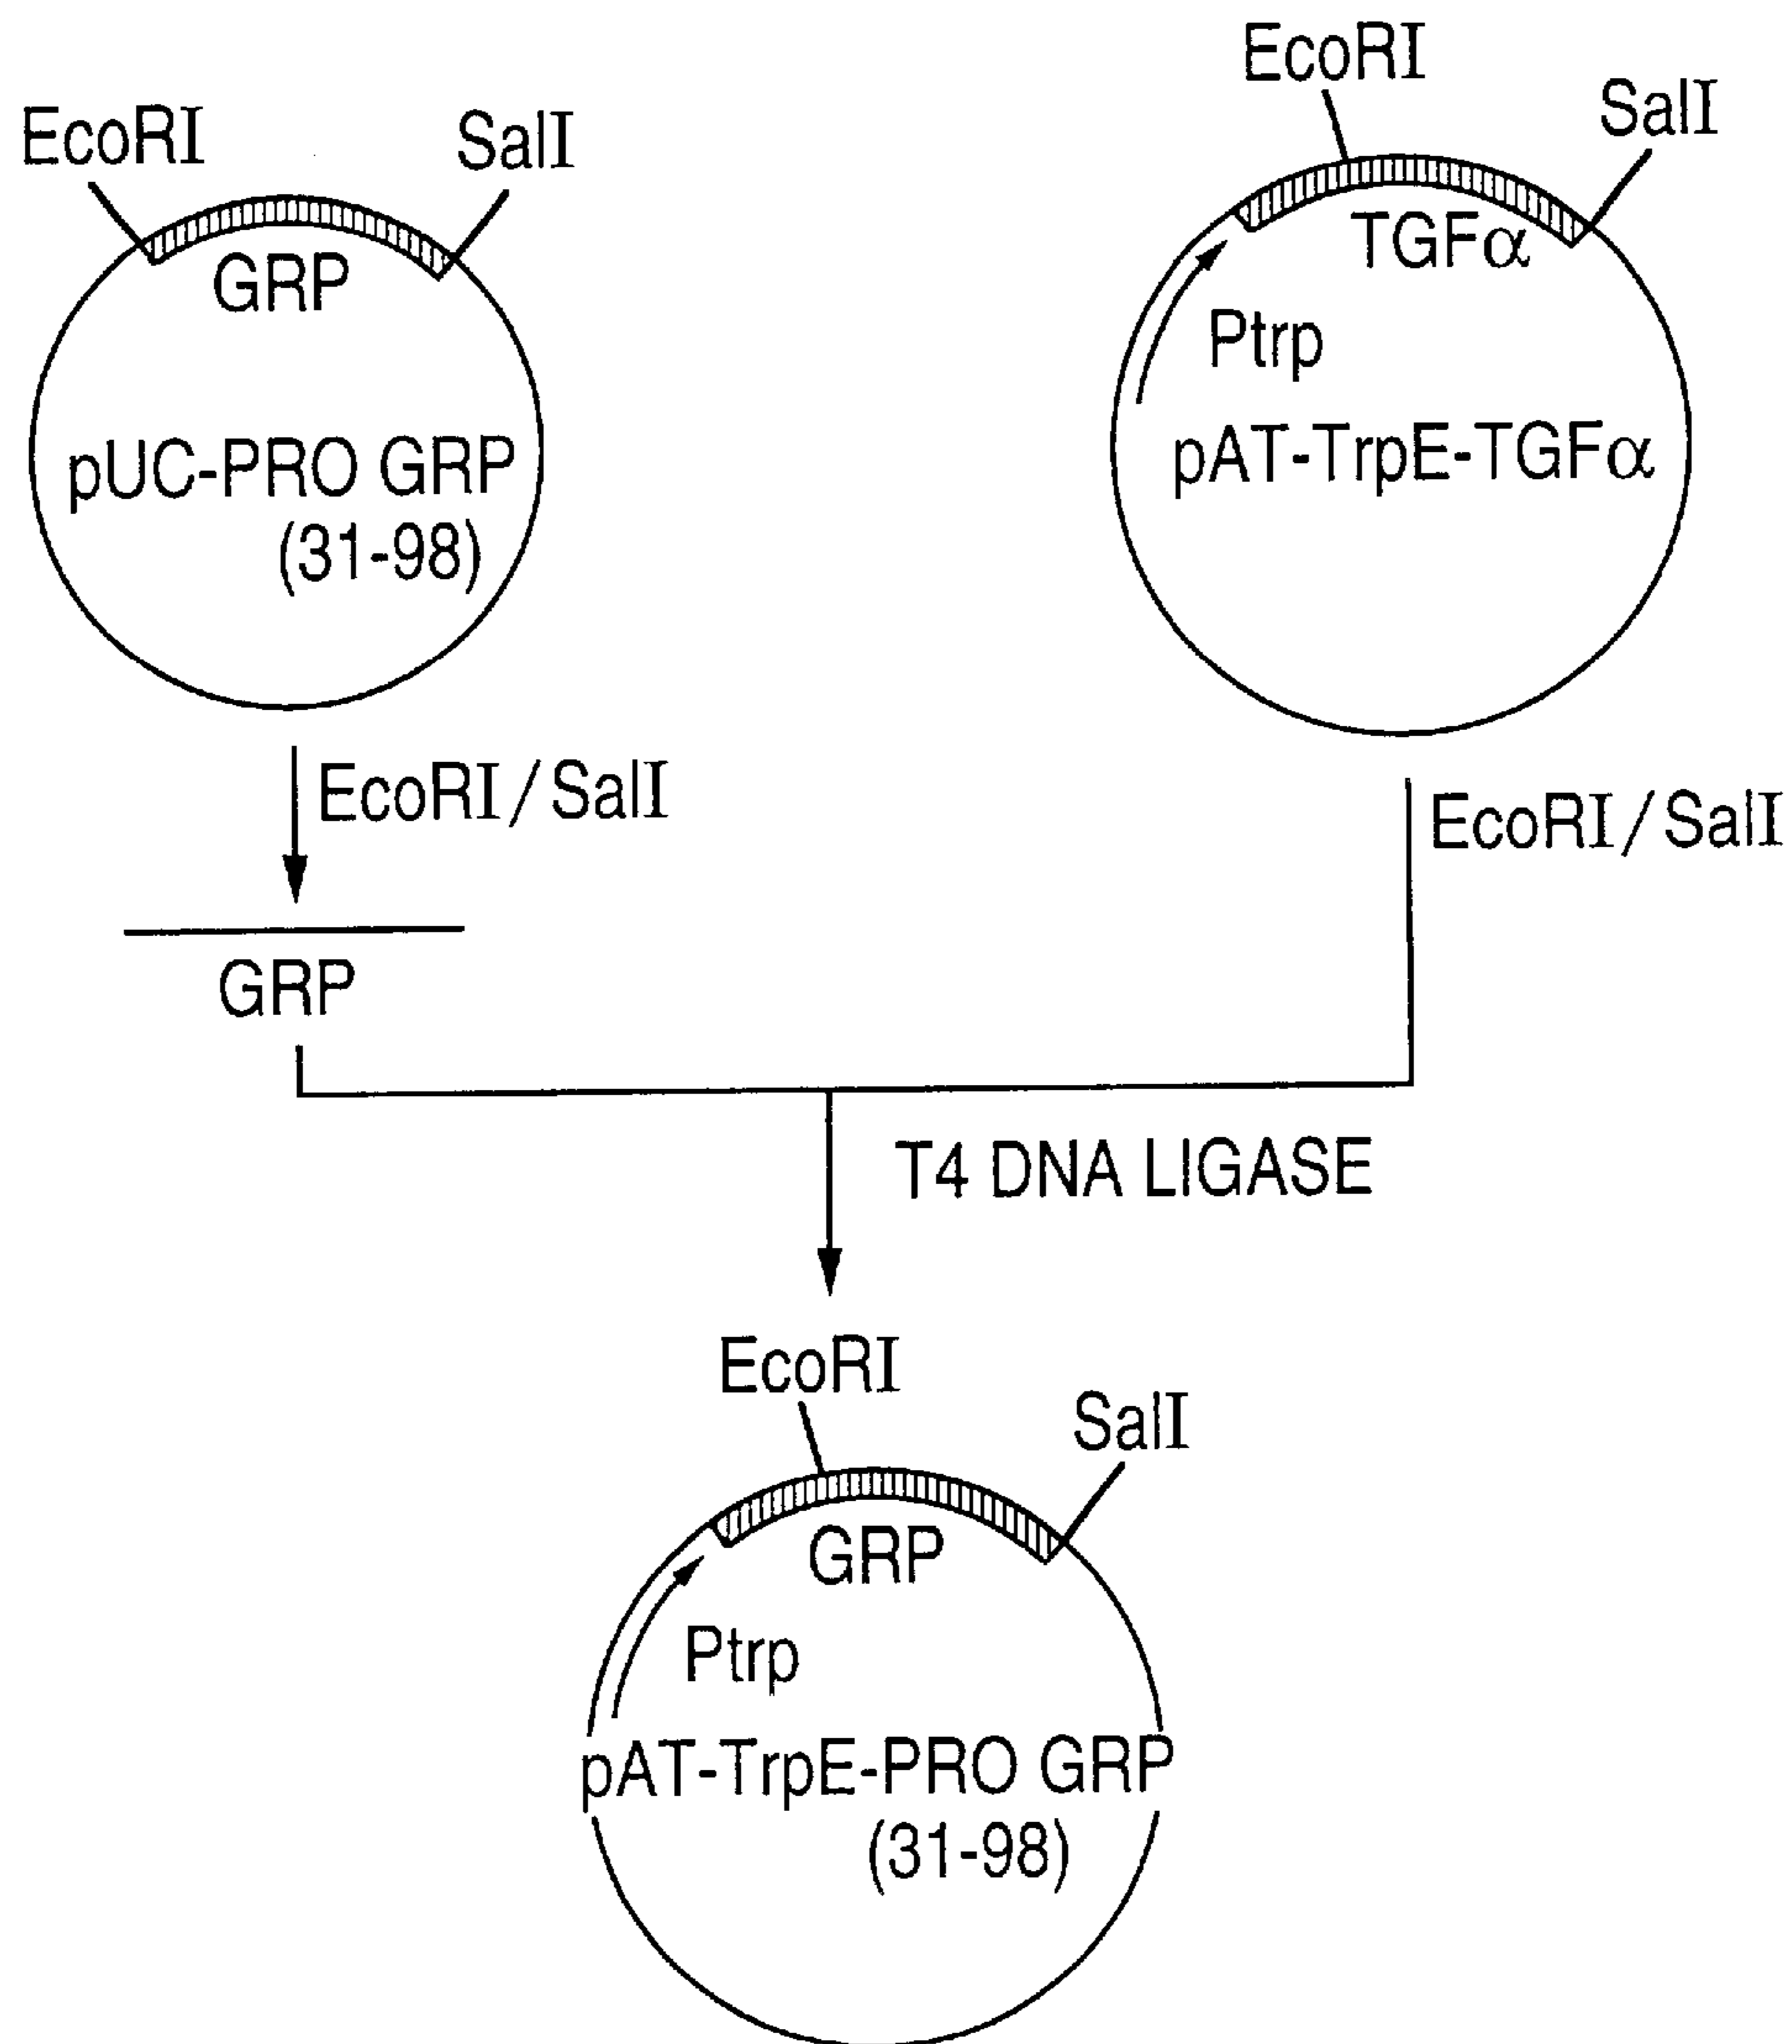 EcoRI
SalI
GRP
pUC-PRO GRP
(31-98)
EcoRI
SalI
TGFα
Ptrp
pAT-TrpE-TGFα
EcoRI/SalI
EcoRI/SalI
GRP
T4 DNA LIGASE
EcoRI
SalI
GRP
Ptrp
pAT-TrpE-PRO GRP
(31-98)